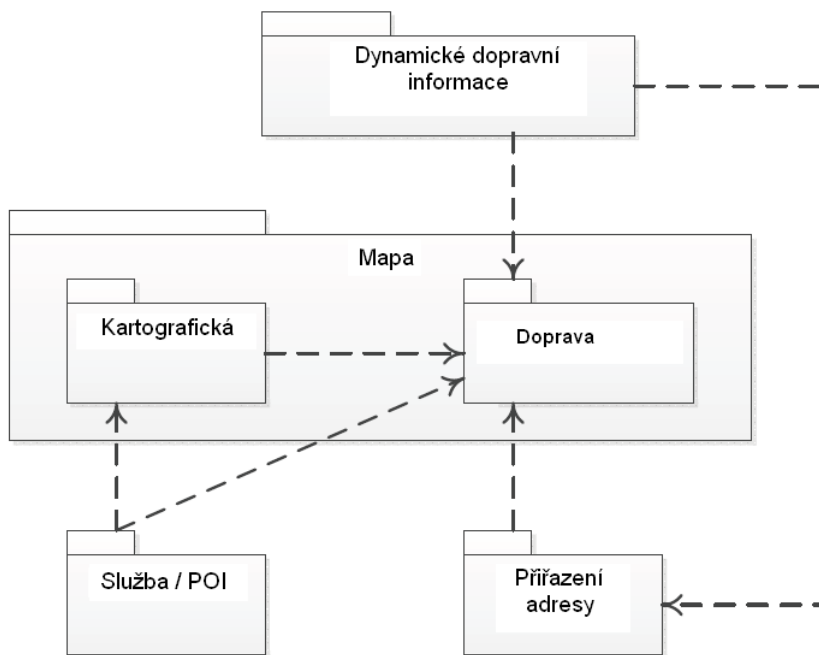 Dynamické dopravní
informace
Mapa
Kartografická
Doprava
Služba / POI
Přiřazení
adresy